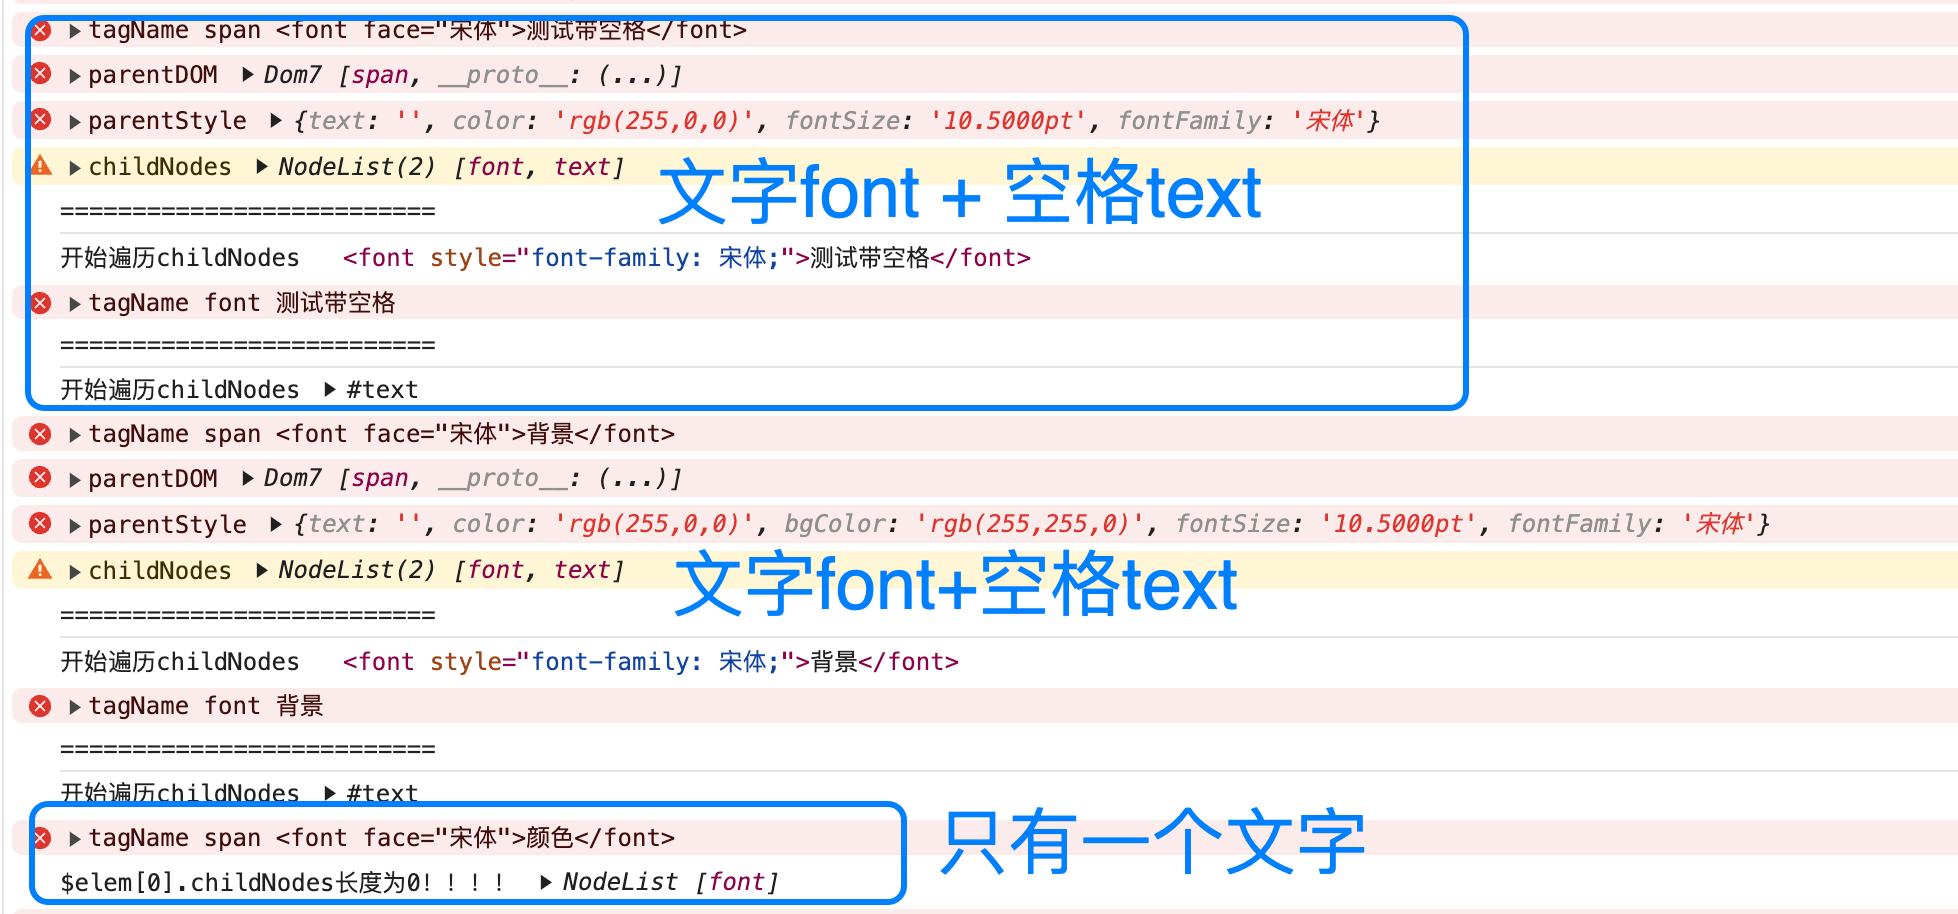 tagName span <font face="宋体">测试带空格</font>
parentDOM ▶ Dom7 [span, __proto__: (...)]
parentStyle ▶ {text: '', color: 'rgb(255,0,0)', fontSize: '10.5000pt', fontFamily: '宋体'}
childNodes ▶ NodeList(2) [font, text]
文字font + 空格text
==========================
开始遍历childNodes <font style="font-family: 宋体;">测试带空格</font>
tagName font 测试带空格
==========================
开始遍历childNodes ▶ #text
tagName span <font face="宋体">背景</font>
parentDOM ▶ Dom7 [span, __proto__: (...)]
parentStyle ▶ {text: '', color: 'rgb(255,0,0)', bgColor: 'rgb(255,255,0)', fontSize: '10.5000pt', fontFamily: '宋体'}
childNodes ▶ NodeList(2) [font, text]
文字font+空格text
==========================
开始遍历childNodes <font style="font-family: 宋体;">背景</font>
tagName font 背景
==========================
开始遍历childNodes ▶ #text
tagName span <font face="宋体">颜色</font>
只有一个文字
$elem[0].childNodes长度为0！！！！ ▶ NodeList [font]